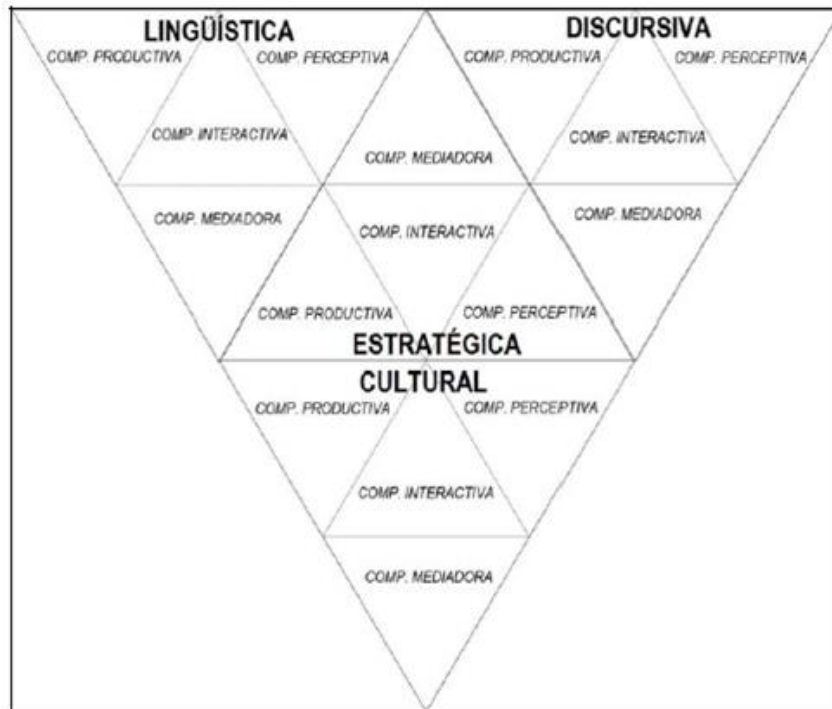 LINGÜÍSTICA
DISCURSIVA
COMP. PRODUCTIVA
COMP. PERCEPTIVA
COMP. PRODUCTIVA
COMP. PERCEPTIVA
COMP. INTERACTIVA
COMP. INTERACTIVA
COMP. MEDIADORA
COMP. MEDIADORA
COMP. MEDIADORA
COMP. INTERACTIVA
COMP. PRODUCTIVA
COMP. PERCEPTIVA
ESTRATÉGICA
CULTURAL
COMP. PRODUCTIVA
COMP. PERCEPTIVA
COMP. INTERACTIVA
COMP. MEDIADORA